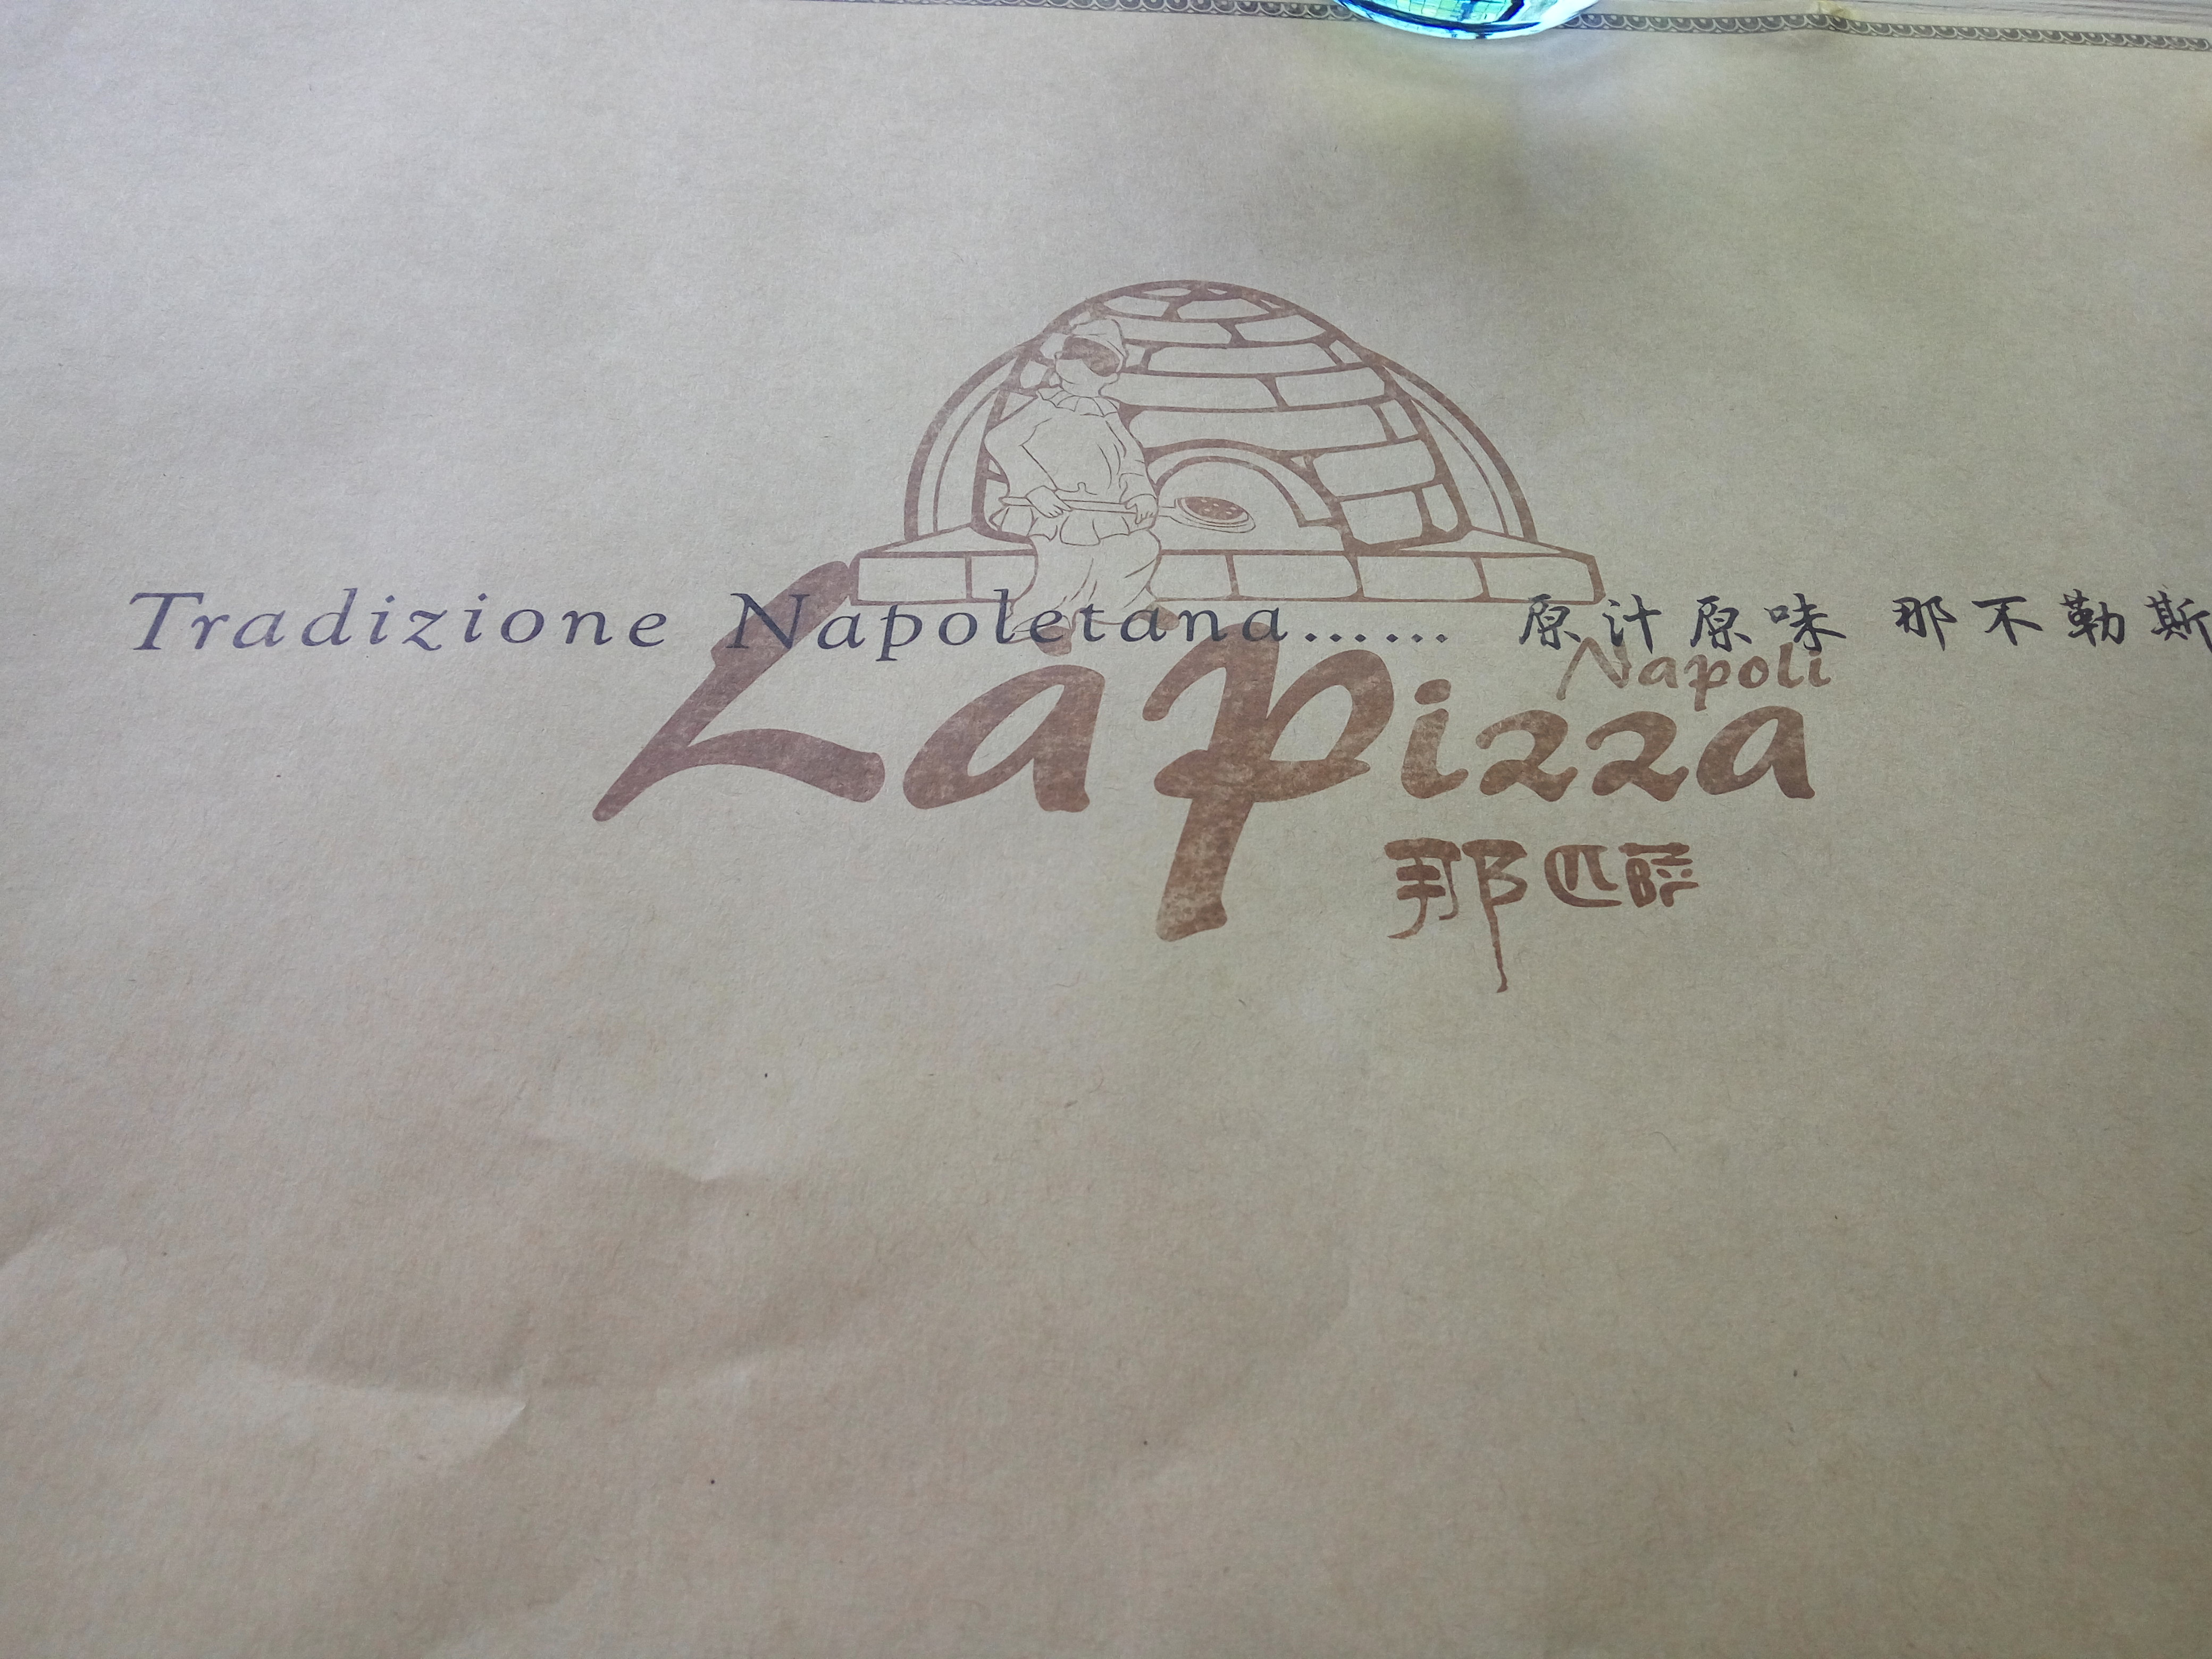 Tradizione Napoletana...... 原汁原味 那不勒斯
Napoli
La Pizza
那匹萨